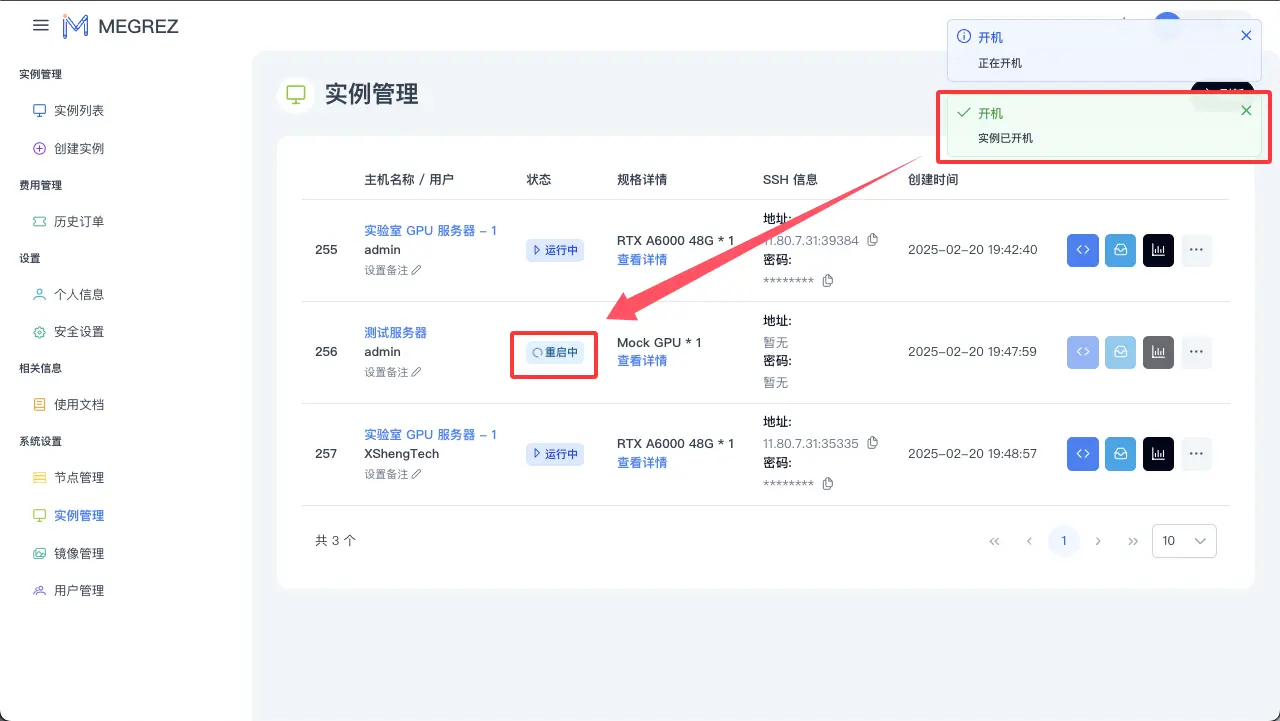 MEGREZ
开机
正在开机
开机
实例已开机
实例管理
实例列表
创建实例
费用管理
历史订单
设置
个人信息
安全设置
相关信息
使用文档
系统设置
节点管理
实例管理
镜像管理
用户管理
实例管理
主机名称 / 用户 状态 规格详情 SSH 信息 创建时间
255
实验室 GPU 服务器 - 1
admin
设置备注
运行中
RTX A6000 48G * 1
查看详情
地址:
11.80.7.31:39384
密码:
********
2025-02-20 19:42:40
256
测试服务器
admin
设置备注
重启中
Mock GPU * 1
查看详情
地址:
暂无
密码:
暂无
2025-02-20 19:47:59
257
实验室 GPU 服务器 - 1
XShengTech
设置备注
运行中
RTX A6000 48G * 1
查看详情
地址:
11.80.7.31:35335
密码:
********
2025-02-20 19:48:57
共 3 个
1
10